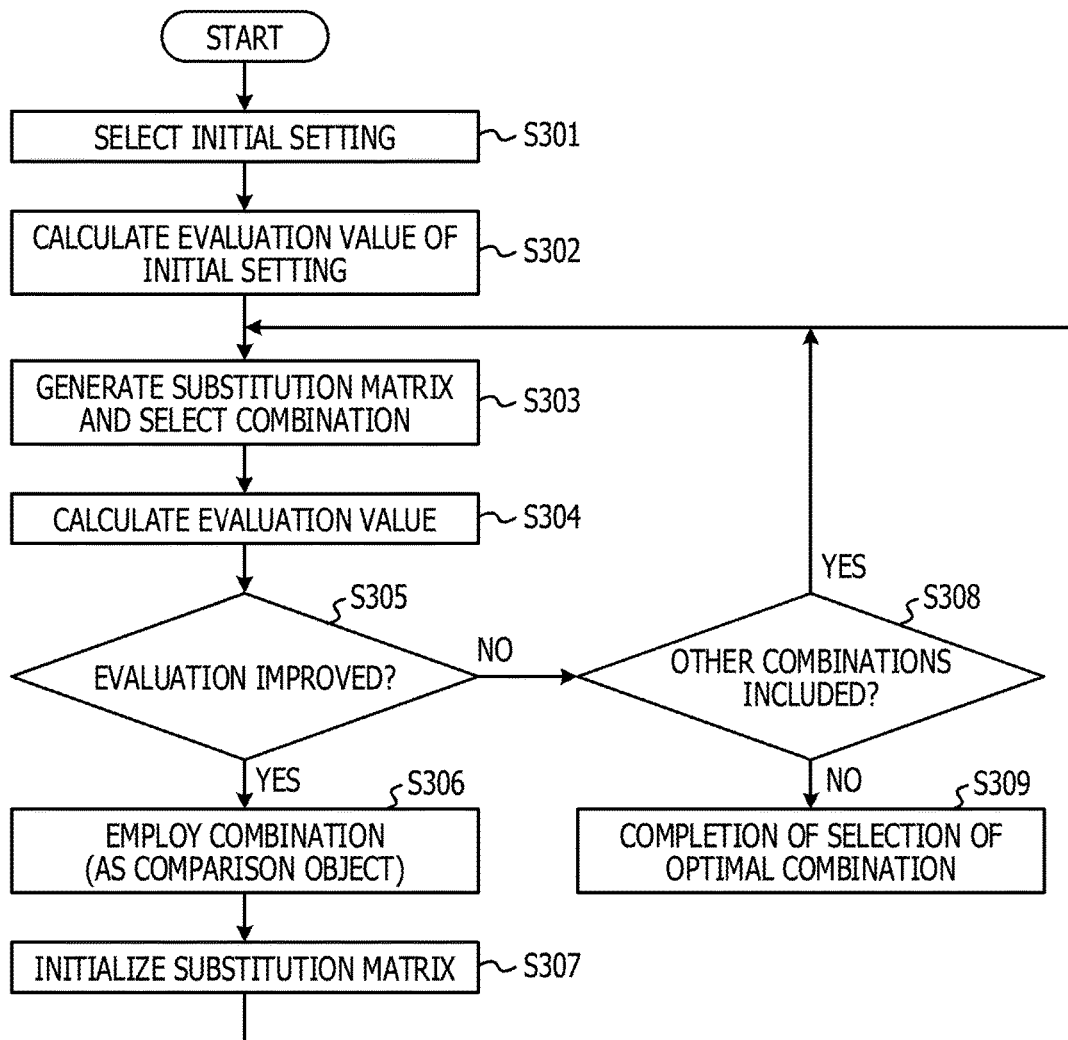 START
SELECT INITIAL SETTING
S301
CALCULATE EVALUATION VALUE OF
INITIAL SETTING
S302
GENERATE SUBSTITUTION MATRIX
AND SELECT COMBINATION
S303
CALCULATE EVALUATION VALUE
S304
S305
EVALUATION IMPROVED?
NO
YES
S308
OTHER COMBINATIONS
INCLUDED?
YES
NO
S306
EMPLOY COMBINATION
(AS COMPARISON OBJECT)
S309
COMPLETION OF SELECTION OF
OPTIMAL COMBINATION
INITIALIZE SUBSTITUTION MATRIX
S307